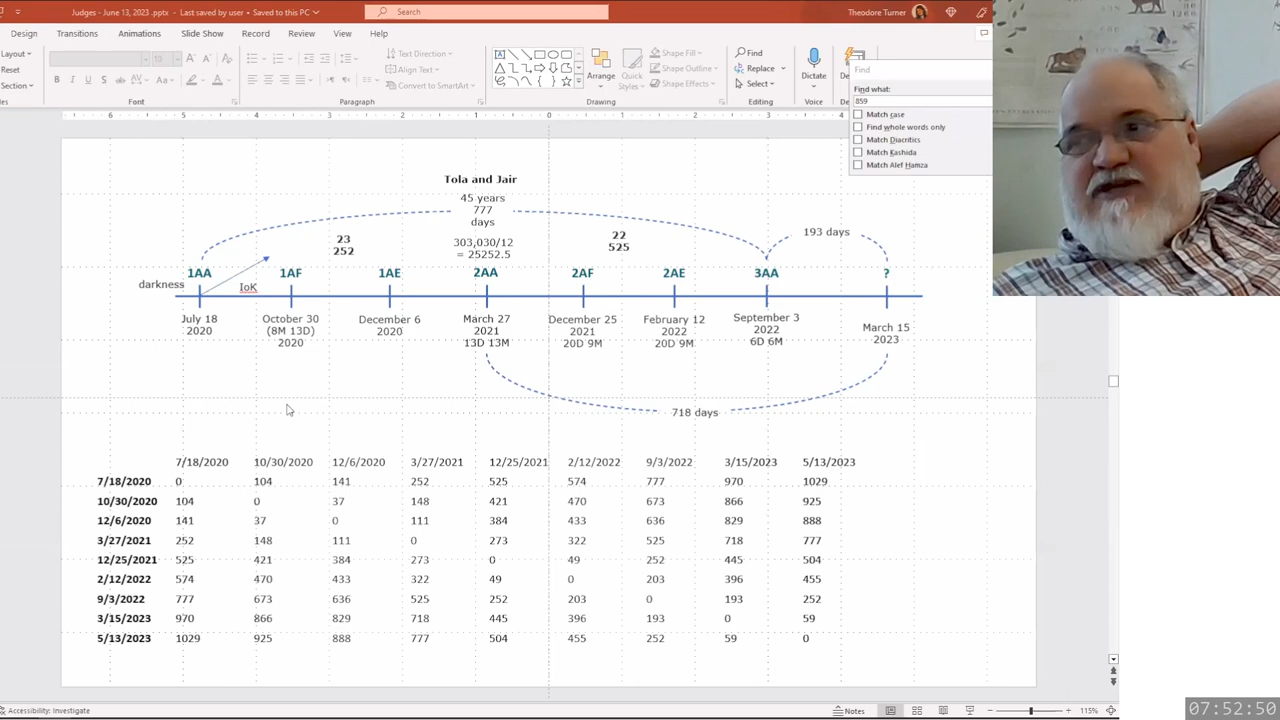 Judges - June 13, 2023 .pptx - Last saved by user • Saved to this PC
Search
Theodore Turner
Design Transitions Animations Slide Show Record Review View Help
Layout
Reset
Section
Font
Text Direction
Align Text
Convert to SmartArt
Paragraph
Arrange
Quick Styles
Shape Fill
Shape Outline
Shape Effects
Drawing
Find
Replace
Select
Editing
Dictate
Voice
Find
Find what:
859
Match case
Find whole words only
Match Diacritics
Match Kashida
Match Alef Hamza
6 5 4 3 2 1 0 1 2 3 4 5 6
Tola and Jair
45 years
777
days
303,030/12
= 25252.5
23
252
22
525
193 days
1AA 1AF 1AE 2AA 2AF 2AE 3AA ?
darkness
IoK
July 18
2020
October 30
(8M 13D)
2020
December 6
2020
March 27
2021
13D 13M
December 25
2021
20D 9M
February 12
2022
20D 9M
September 3
2022
6D 6M
March 15
2023
718 days
7/18/2020 10/30/2020 12/6/2020 3/27/2021 12/25/2021 2/12/2022 9/3/2022 3/15/2023 5/13/2023
7/18/2020 0 104 141 252 525 574 777 970 1029
10/30/2020 104 0 37 148 421 470 673 866 925
12/6/2020 141 37 0 111 384 433 636 829 888
3/27/2021 252 148 111 0 273 322 525 718 777
12/25/2021 525 421 384 273 0 49 252 445 504
2/12/2022 574 470 433 322 49 0 203 396 455
9/3/2022 777 673 636 525 252 203 0 193 252
3/15/2023 970 866 829 718 445 396 193 0 59
5/13/2023 1029 925 888 777 504 455 252 59 0
Accessibility: Investigate
Notes
115%
07:52:50